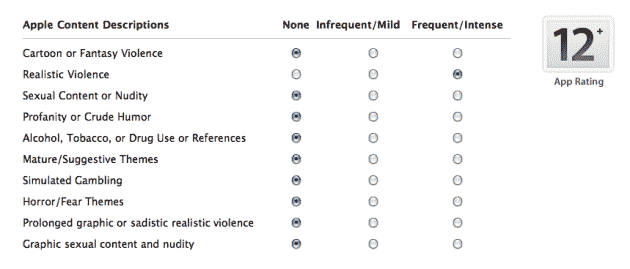 Apple Content Descriptions None Infrequent/Mild Frequent/Intense
Cartoon or Fantasy Violence
Realistic Violence
Sexual Content or Nudity
Profanity or Crude Humor
Alcohol, Tobacco, or Drug Use or References
Mature/Suggestive Themes
Simulated Gambling
Horror/Fear Themes
Prolonged graphic or sadistic realistic violence
Graphic sexual content and nudity
12+
App Rating